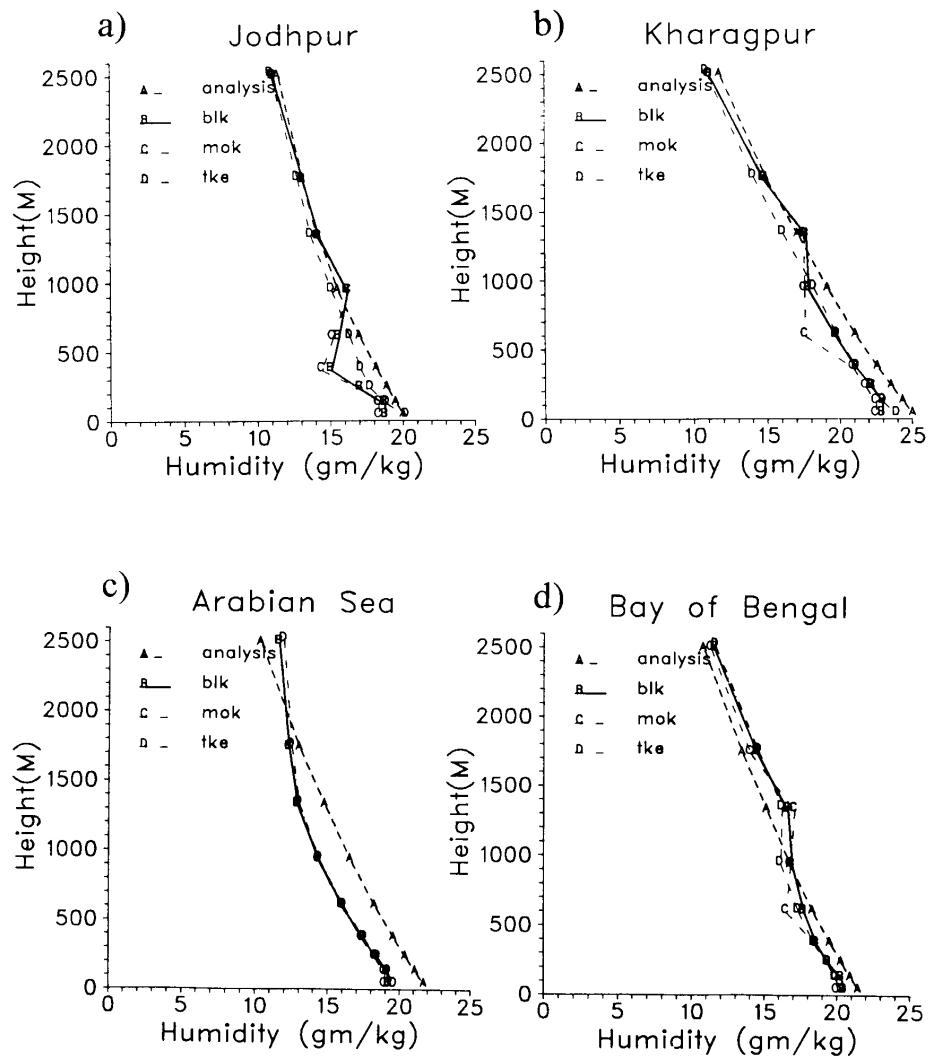 a)
Jodhpur
2500
2000
1500
1000
500
0
Height(M)
A – analysis
B blk
C – mok
D – tke
0 5 10 15 20 25
Humidity (gm/kg)
b)
Kharagpur
2500
2000
1500
1000
500
0
Height(M)
A – analysis
B blk
C – mok
D – tke
0 5 10 15 20 25
Humidity (gm/kg)
c)
Arabian Sea
2500
2000
1500
1000
500
0
Height(M)
A – analysis
B blk
C – mok
D – tke
0 5 10 15 20 25
Humidity (gm/kg)
d)
Bay of Bengal
2500
2000
1500
1000
500
0
Height(M)
A – analysis
B blk
C – mok
D – tke
0 5 10 15 20 25
Humidity (gm/kg)